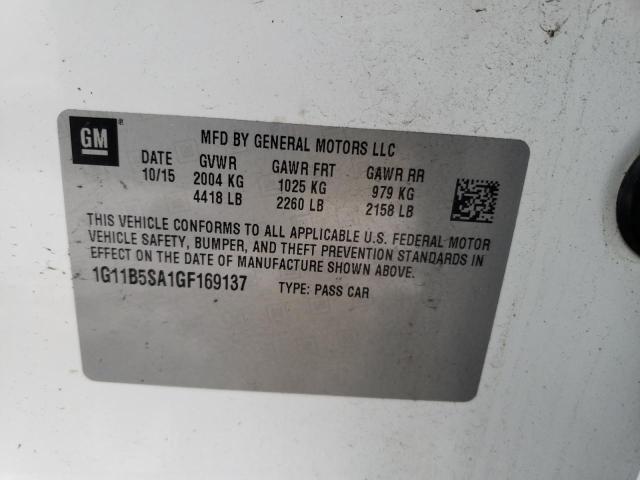 GM
MFD BY GENERAL MOTORS LLC
DATE GVWR GAWR FRT GAWR RR
10/15 2004 KG 1025 KG 979 KG
4418 LB 2260 LB 2158 LB
THIS VEHICLE CONFORMS TO ALL APPLICABLE U.S. FEDERAL MOTOR
VEHICLE SAFETY, BUMPER, AND THEFT PREVENTION STANDARDS IN
EFFECT ON THE DATE OF MANUFACTURE SHOWN ABOVE.
1G11B5SA1GF169137 TYPE: PASS CAR